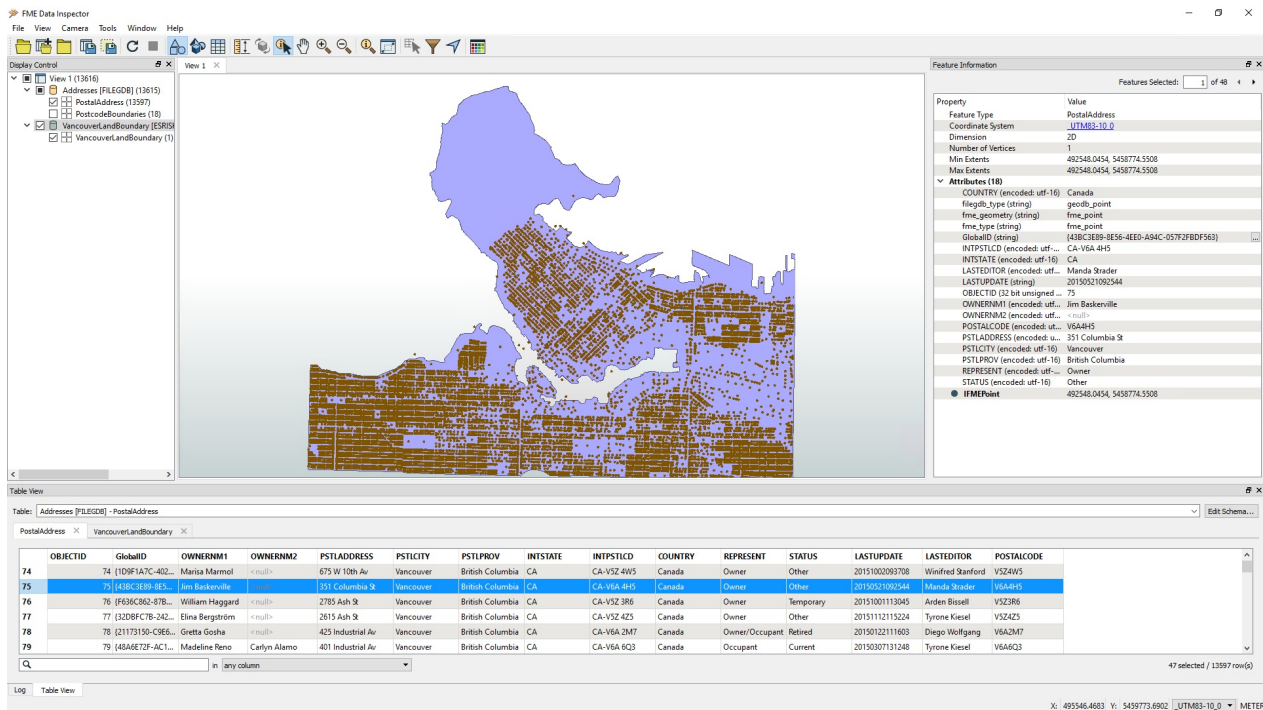 FME Data Inspector
File View Camera Tools Window Help
Display Control
View 1
Feature Information
View 1 (13616)
Addresses [FILEGDB] (13615)
PostalAddress (13597)
PostcodeBoundaries (18)
VancouverLandBoundary [ESRISH
VancouverLandBoundary (1)
Features Selected: 1 of 48
Property Value
Feature Type PostalAddress
Coordinate System _UTM83-10_0
Dimension 2D
Number of Vertices 1
Min Extents 492548.0454, 5458774.5508
Max Extents 492548.0454, 5458774.5508
Attributes (18)
COUNTRY (encoded: utf-16) Canada
filegdb_type (string) geodb_point
fme_geometry (string) fme_point
fme_type (string) fme_point
GlobalID (string) {43BC3E89-8E56-4EE0-A94C-057F2FBDF563} ...
INTPSTLCD (encoded: utf-... CA-V6A 4H5
INTSTATE (encoded: utf-16) CA
LASTEDITOR (encoded: utf... Manda Strader
LASTUPDATE (string) 20150521092544
OBJECTID (32 bit unsigned ... 75
OWNERNM1 (encoded: utf... Jim Baskerville
OWNERNM2 (encoded: utf... <null>
POSTALCODE (encoded: ut... V6A4H5
PSTLADDRESS (encoded: u... 351 Columbia St
PSTLCITY (encoded: utf-16) Vancouver
PSTLPROV (encoded: utf-16) British Columbia
REPRESENT (encoded: utf-... Owner
STATUS (encoded: utf-16) Other
IFMEPoint 492548.0454, 5458774.5508
Table View
Table: Addresses [FILEGDB] - PostalAddress Edit Schema...
PostalAddress VancouverLandBoundary
OBJECTID GlobalID OWNERNM1 OWNERNM2 PSTLADDRESS PSTLCITY PSTLPROV INTSTATE INTPSTLCD COUNTRY REPRESENT STATUS LASTUPDATE LASTEDITOR POSTALCODE
74 74 {1D9F1A7C-402... Marisa Marmol <null> 675 W 10th Av Vancouver British Columbia CA CA-V5Z 4W5 Canada Owner Other 20151002093708 Winifred Stanford V5Z4W5
75 75 {43BC3E89-8E5... Jim Baskerville <null> 351 Columbia St Vancouver British Columbia CA CA-V6A 4H5 Canada Owner Other 20150521092544 Manda Strader V6A4H5
76 76 {F636C862-87B... William Haggard <null> 2785 Ash St Vancouver British Columbia CA CA-V5Z 3R6 Canada Owner Temporary 20151001113045 Arden Bissell V5Z3R6
77 77 {32DBFC7B-242... Elina Bergström <null> 2615 Ash St Vancouver British Columbia CA CA-V5Z 4Z5 Canada Owner Other 20151112115224 Tyrone Kiesel V5Z4Z5
78 78 {21173150-C9E6... Gretta Gosha <null> 425 Industrial Av Vancouver British Columbia CA CA-V6A 2M7 Canada Owner/Occupant Retired 20150122111603 Diego Wolfgang V6A2M7
79 79 {48A6E72F-AC1... Madeline Reno Carlyn Alamo 401 Industrial Av Vancouver British Columbia CA CA-V6A 6Q3 Canada Occupant Current 20150307131248 Tyrone Kiesel V6A6Q3
in any column 47 selected / 13597 row(s)
Log Table View
X: 495546.4683 Y: 5459773.6902 _UTM83-10_0 METER